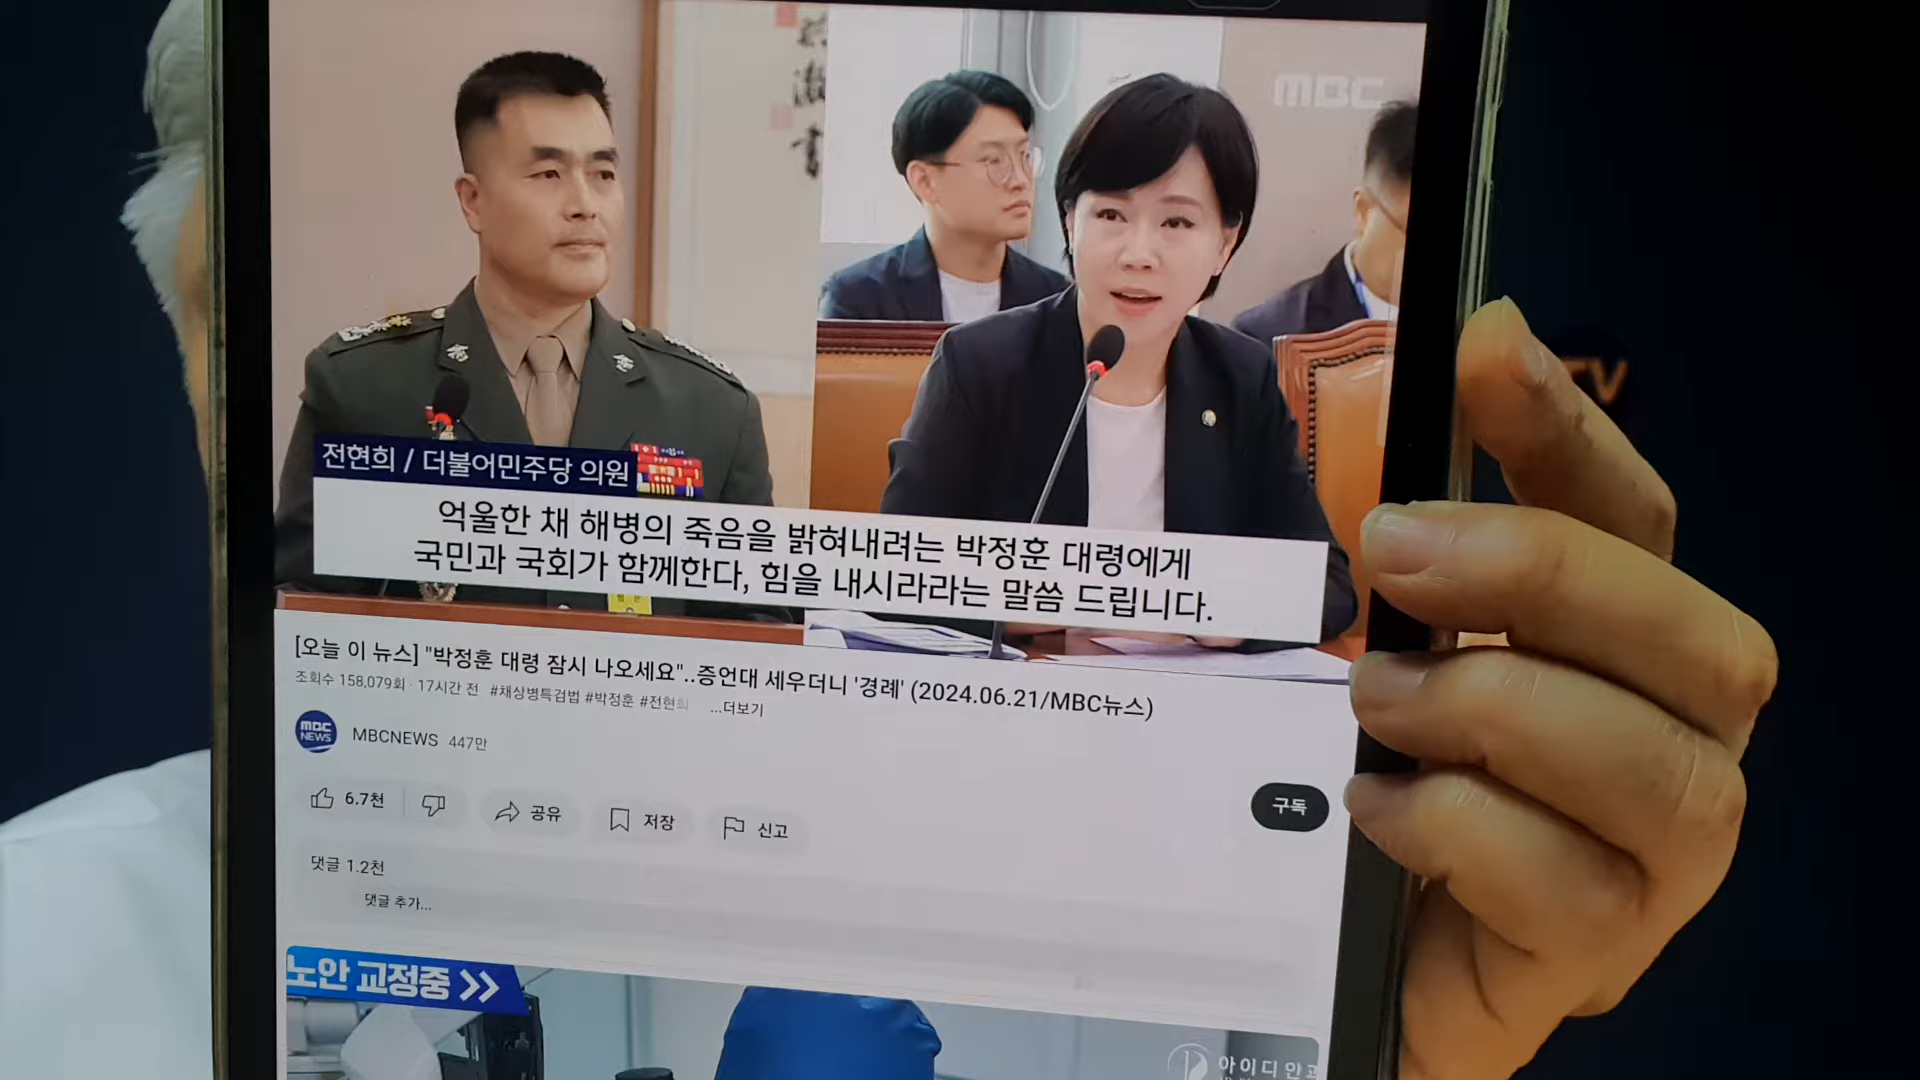 MBC
전현희 / 더불어민주당 의원
억울한 채 해병의 죽음을 밝혀내려는 박정훈 대령에게
국민과 국회가 함께한다, 힘을 내시라라는 말씀 드립니다.
[오늘 이 뉴스] "박정훈 대령 잠시 나오세요"..증언대 세우더니 '경례' (2024.06.21/MBC뉴스)
조회수 158,079회 · 17시간 전 #채상병특검법 #박정훈 #전현희 ...더보기
MBC NEWS
MBCNEWS 447만
6.7천 공유 저장 신고
구독
댓글 1.2천
댓글 추가...
노안 교정중 >>
아이디안과
TV